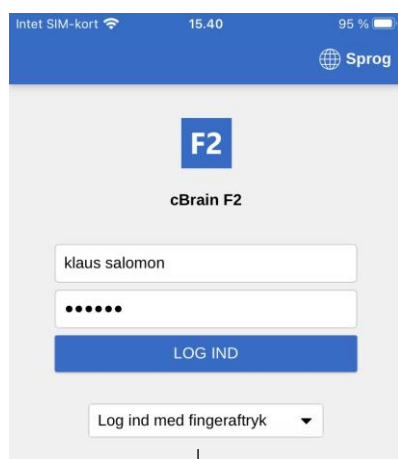 Intet SIM-kort 15.40 95 %
Sprog
F2
cBrain F2
klaus salomon
••••••
LOG IND
Log ind med fingeraftryk